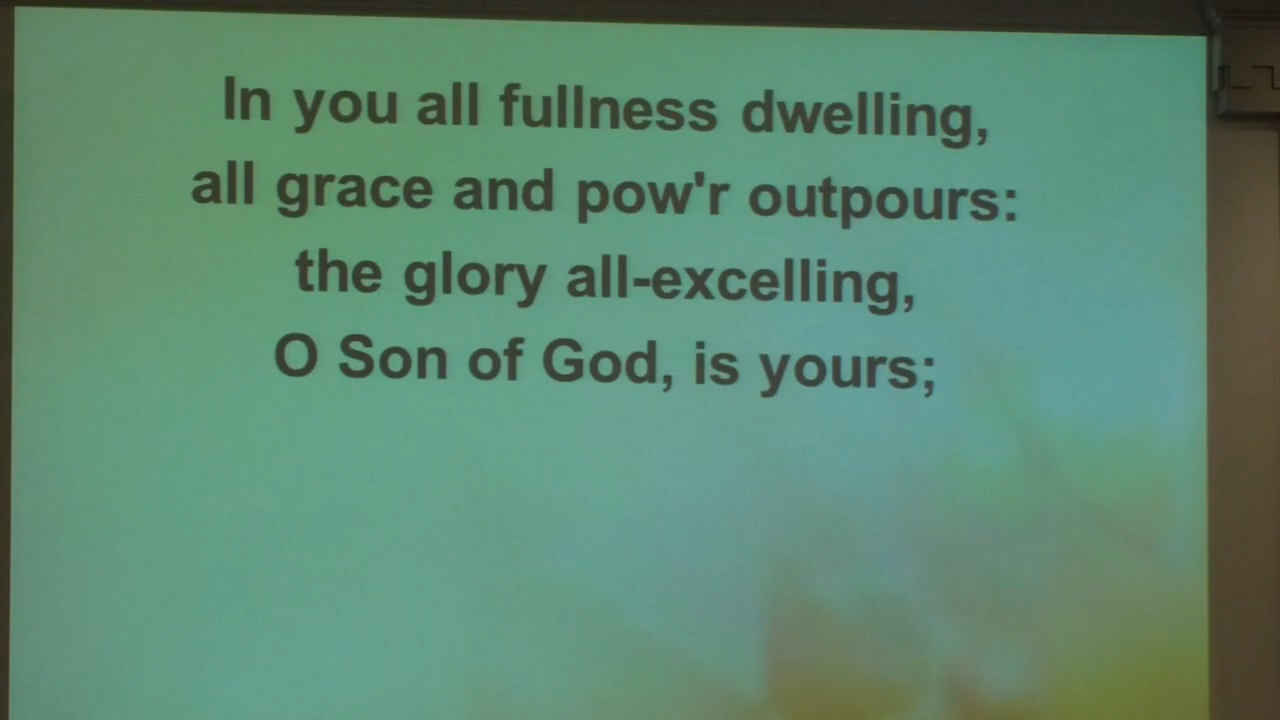 In you all fullness dwelling,
all grace and pow'r outpours:
the glory all-excelling,
O Son of God, is yours;